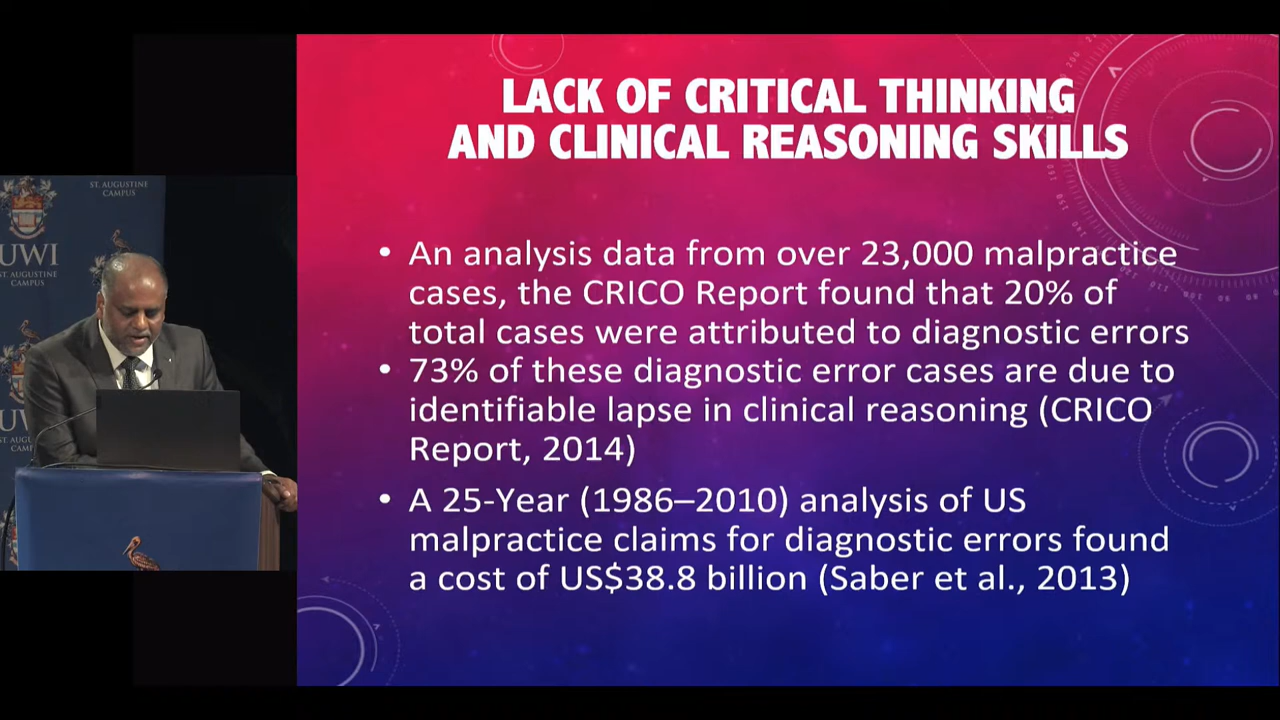 LACK OF CRITICAL THINKING
AND CLINICAL REASONING SKILLS
• An analysis data from over 23,000 malpractice
cases, the CRICO Report found that 20% of
total cases were attributed to diagnostic errors
• 73% of these diagnostic error cases are due to
identifiable lapse in clinical reasoning (CRICO
Report, 2014)
• A 25-Year (1986–2010) analysis of US
malpractice claims for diagnostic errors found
a cost of US$38.8 billion (Saber et al., 2013)
ST. AUGUSTINE
CAMPUS
UWI
ST. AUGUSTINE
CAMPUS